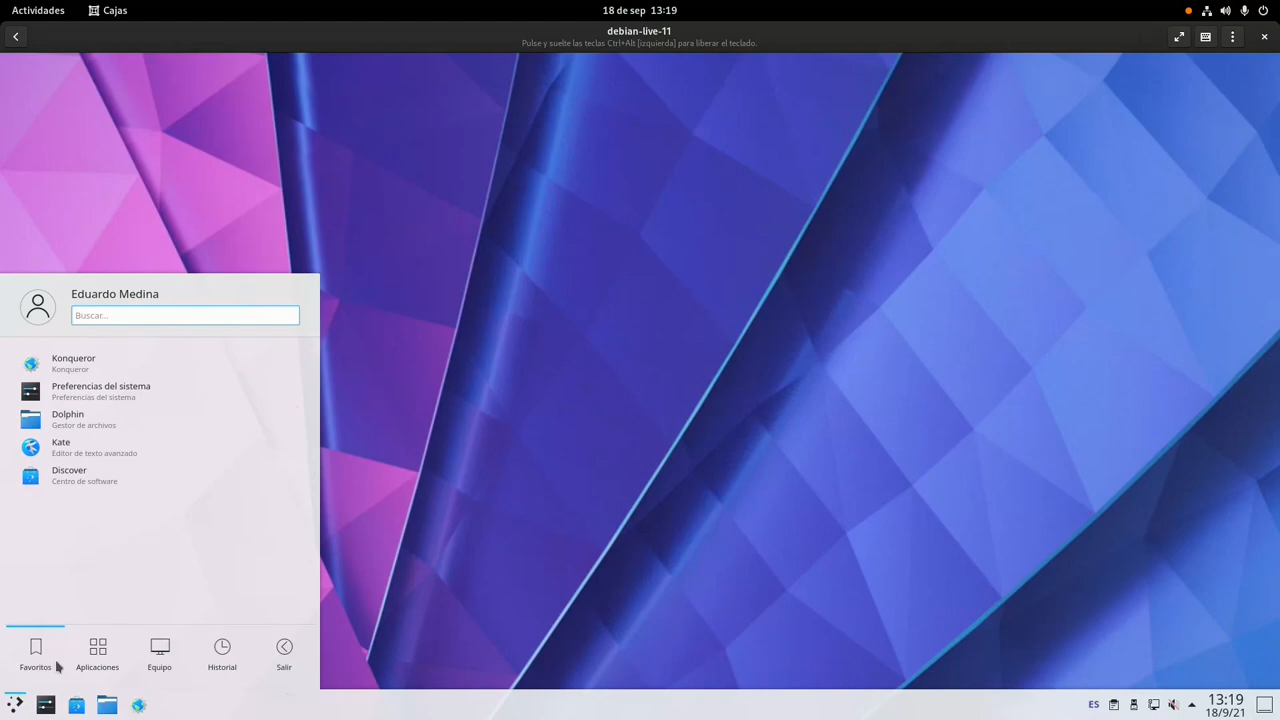 Actividades
Cajas
18 de sep 13:19
debian-live-11
Pulse y suelte las teclas Ctrl+Alt [izquierda] para liberar el teclado.
Eduardo Medina
Buscar...
Konqueror
Konqueror
Preferencias del sistema
Preferencias del sistema
Dolphin
Gestor de archivos
Kate
Editor de texto avanzado
Discover
Centro de software
Favoritos
Aplicaciones
Equipo
Historial
Salir
ES
13:19
18/9/21